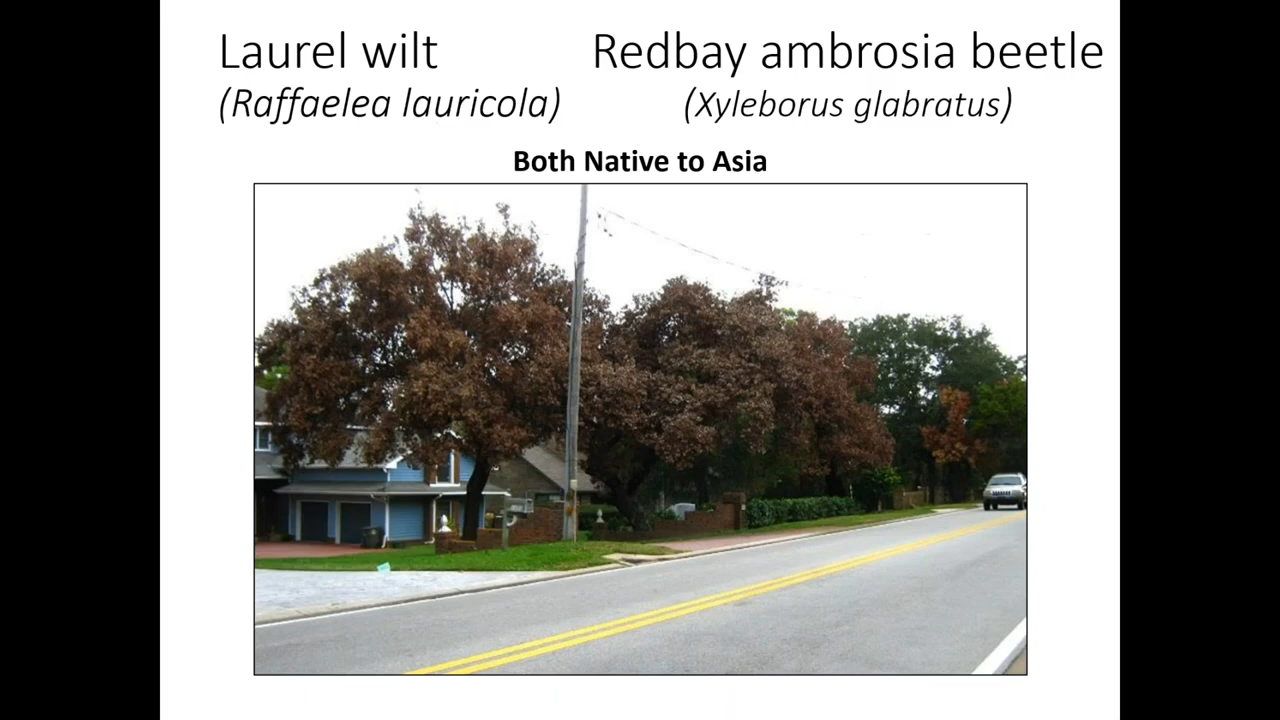 Laurel wilt
(Raffaelea lauricola)
Redbay ambrosia beetle
(Xyleborus glabratus)
Both Native to Asia